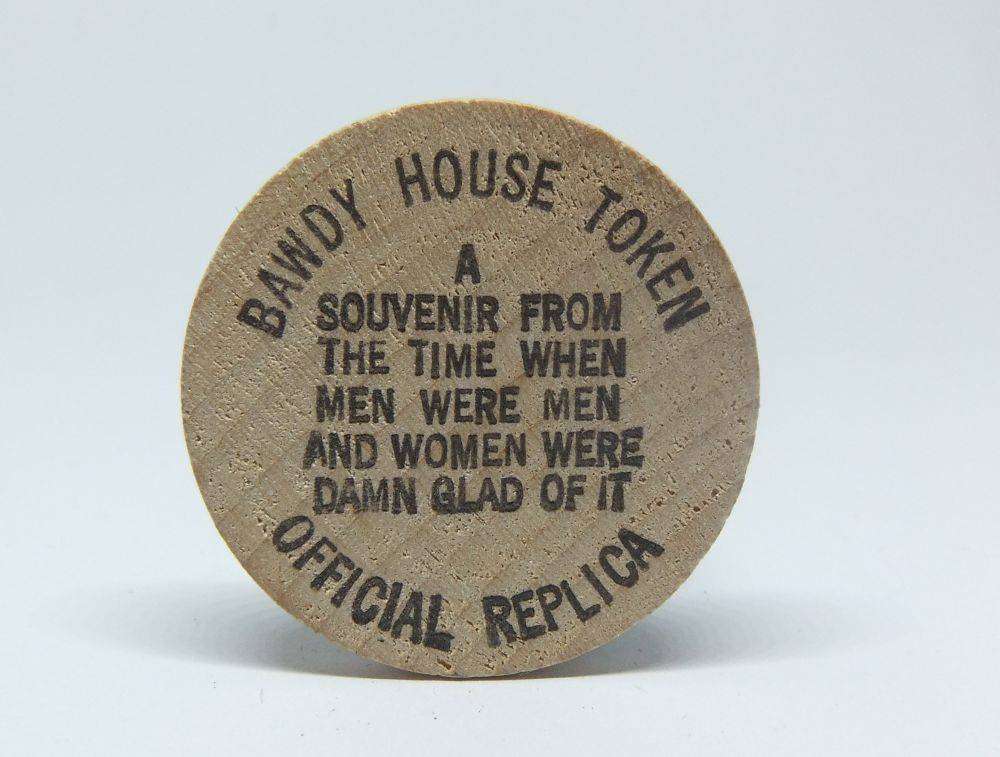 BAWDY HOUSE TOKEN
A
SOUVENIR FROM
THE TIME WHEN
MEN WERE MEN
AND WOMEN WERE
DAMN GLAD OF IT
OFFICIAL REPLICA